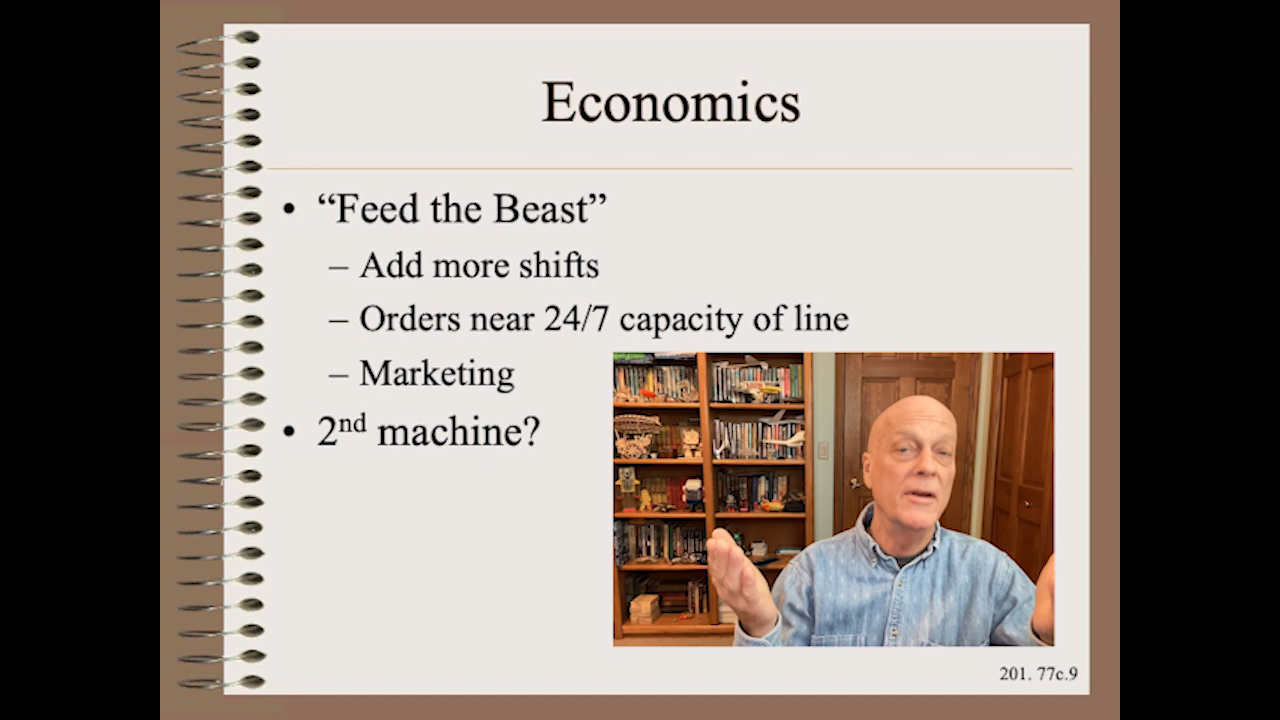 Economics
• “Feed the Beast”
– Add more shifts
– Orders near 24/7 capacity of line
– Marketing
• 2nd machine?
201. 77c.9